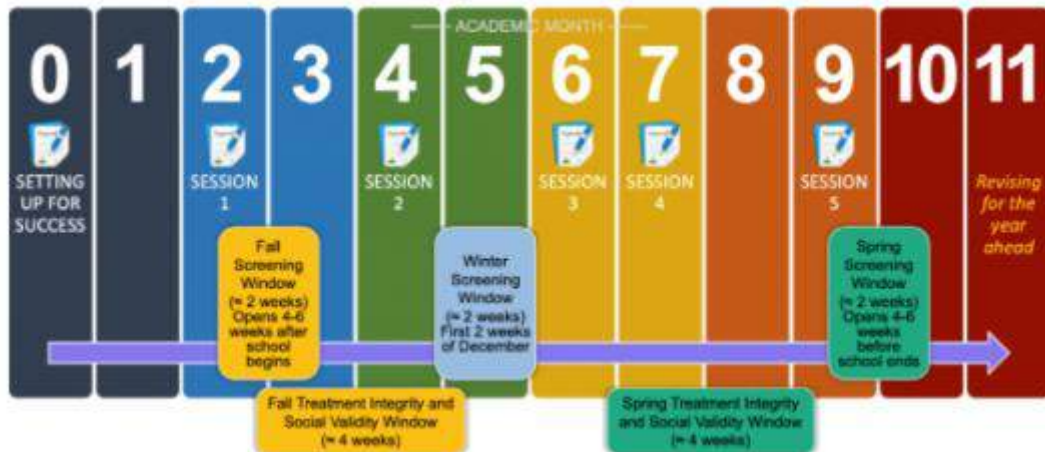 ACADEMIC MONTH
0
1
2
3
4
5
6
7
8
9
10
11
SETTING
UP FOR
SUCCESS
SESSION
1
SESSION
2
SESSION
3
SESSION
4
SESSION
5
Revising
for the
year
ahead
Fall
Screening
Window
(≈ 2 weeks)
Opens 4-6
weeks after
school
begins
Winter
Screening
Window
(≈ 2 weeks)
First 2 weeks
of December
Spring
Screening
Window
(≈ 2 weeks)
Opens 4-6
weeks
before
school ends
Fall Treatment Integrity and
Social Validity Window
(≈ 4 weeks)
Spring Treatment Integrity
and Social Validity Window
(≈ 4 weeks)